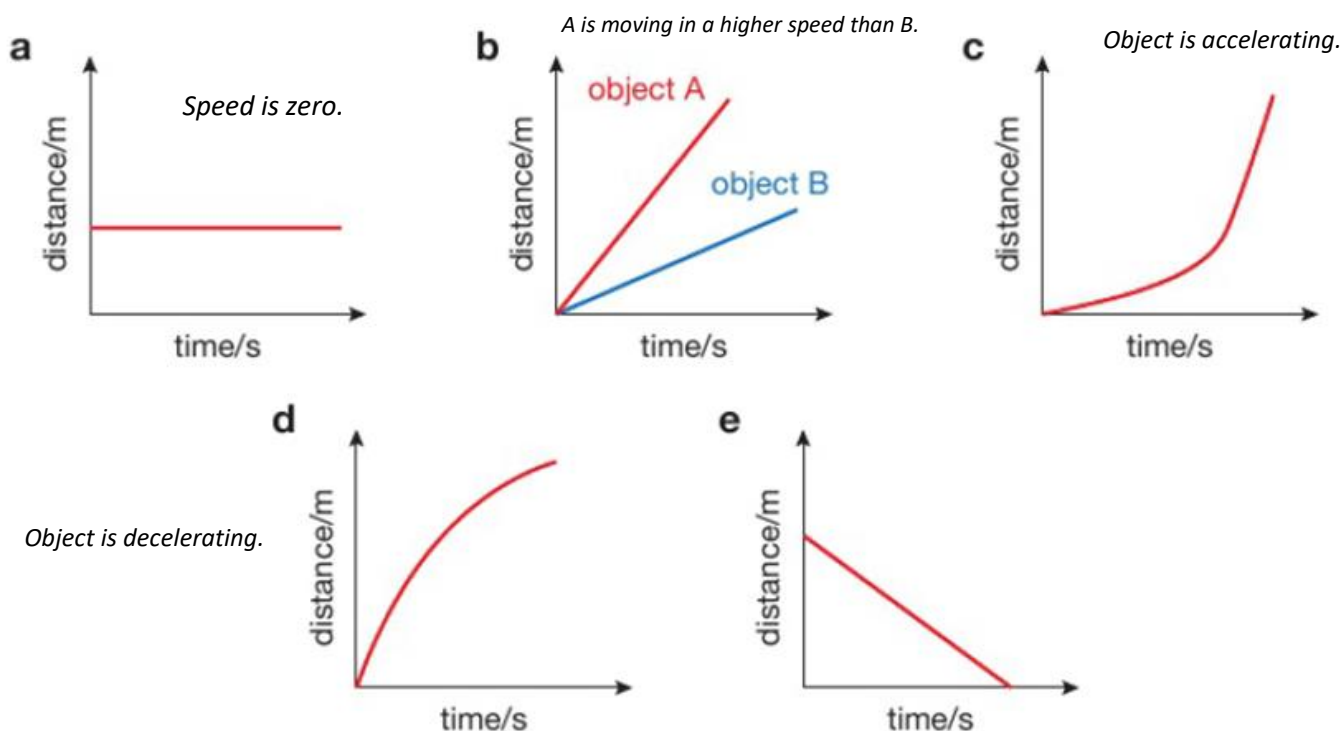 A is moving in a higher speed than B.
a
b
c
Object is accelerating.
Speed is zero.
object A
object B
distance/m
distance/m
distance/m
time/s
time/s
time/s
d
e
Object is decelerating.
distance/m
distance/m
time/s
time/s